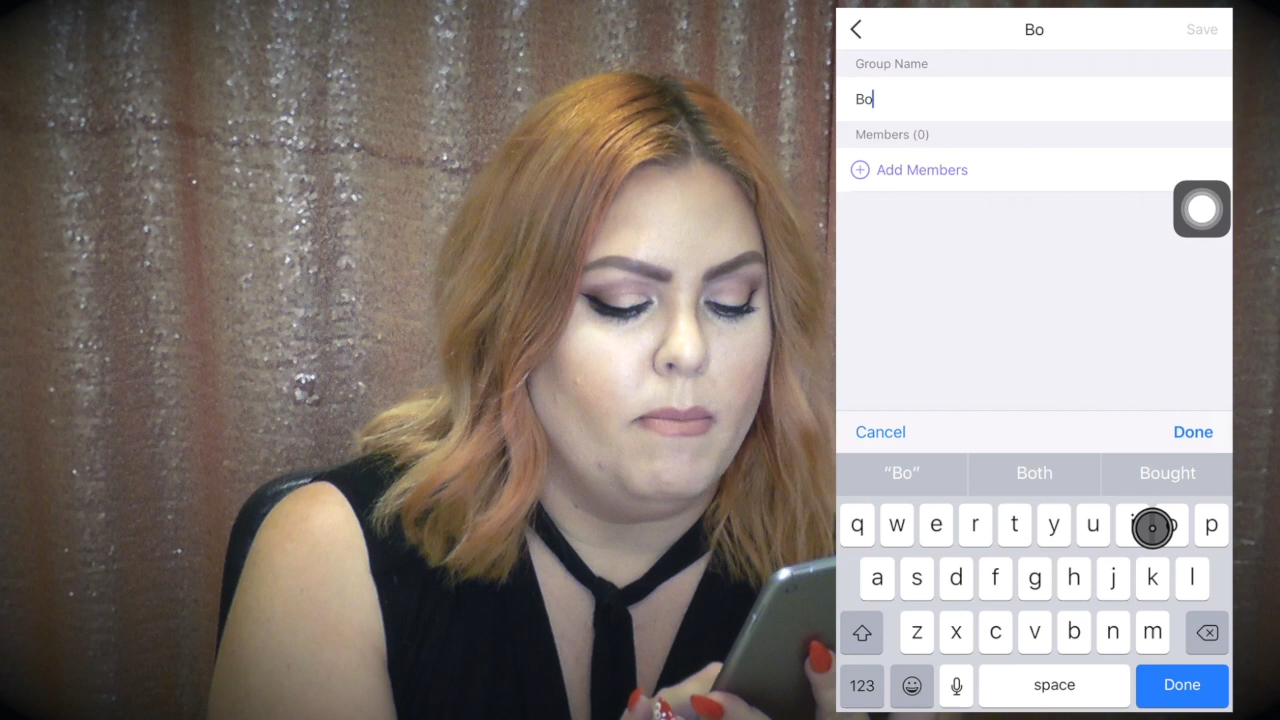 Bo
Save
Group Name
Bo
Members (0)
Add Members
Cancel
Done
“Bo” Both Bought
q w e r t y u i o p
a s d f g h j k l
z x c v b n m
123 space Done